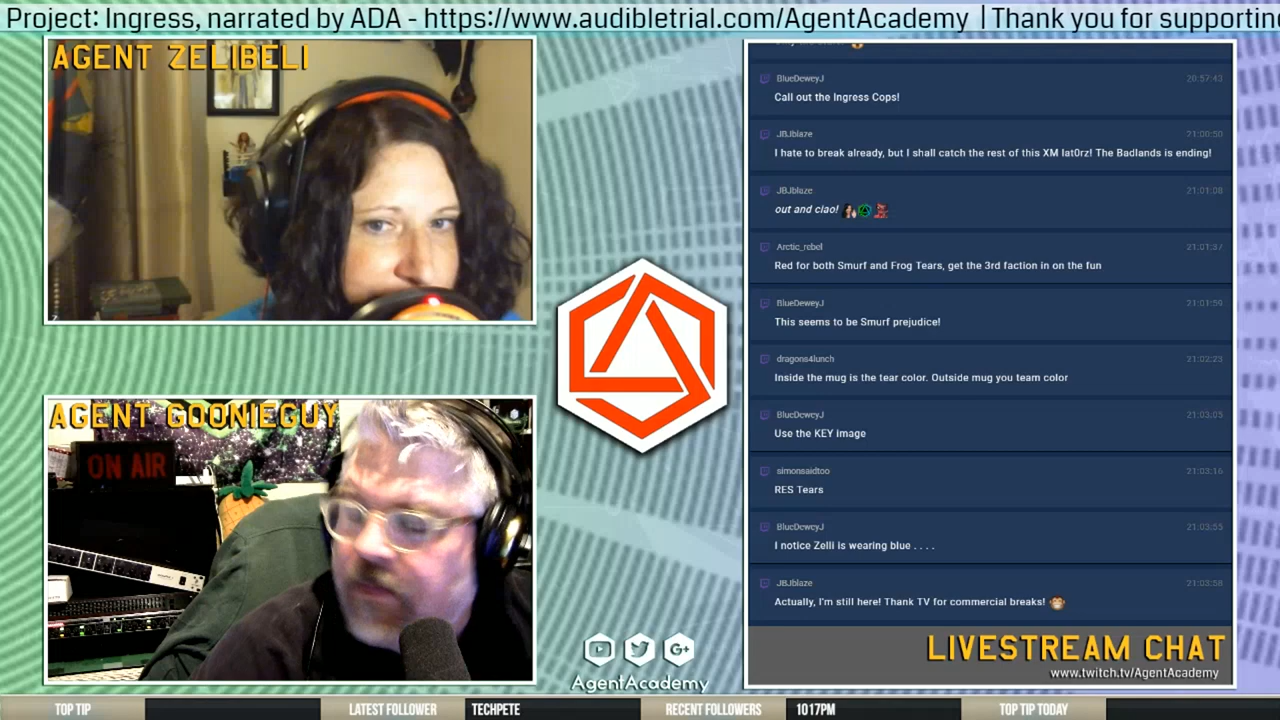 Project: Ingress, narrated by ADA - https://www.audibletrial.com/AgentAcademy | Thank you for supporting
AGENT ZELIBELI
BlueDeweyJ 20:57:43
Call out the Ingress Cops!
JBJblaze 21:00:50
I hate to break already, but I shall catch the rest of this XM lat0rz! The Badlands is ending!
JBJblaze 21:01:08
out and ciao!
Arctic_rebel 21:01:37
Red for both Smurf and Frog Tears, get the 3rd faction in on the fun
BlueDeweyJ 21:01:59
This seems to be Smurf prejudice!
dragons4lunch 21:02:23
Inside the mug is the tear color. Outside mug you team color
AGENT GOONIEGUY
BlueDeweyJ 21:03:05
Use the KEY image
ON AIR
simonsaidtoo 21:03:16
RES Tears
BlueDeweyJ 21:03:55
I notice Zelli is wearing blue . . . .
JBJblaze 21:03:58
Actually, I'm still here! Thank TV for commercial breaks!
G+
AgentAcademy
LIVESTREAM CHAT
www.twitch.tv/AgentAcademy
TOP TIP LATEST FOLLOWER TECHPETE RECENT FOLLOWERS 1017PM TOP TIP TODAY